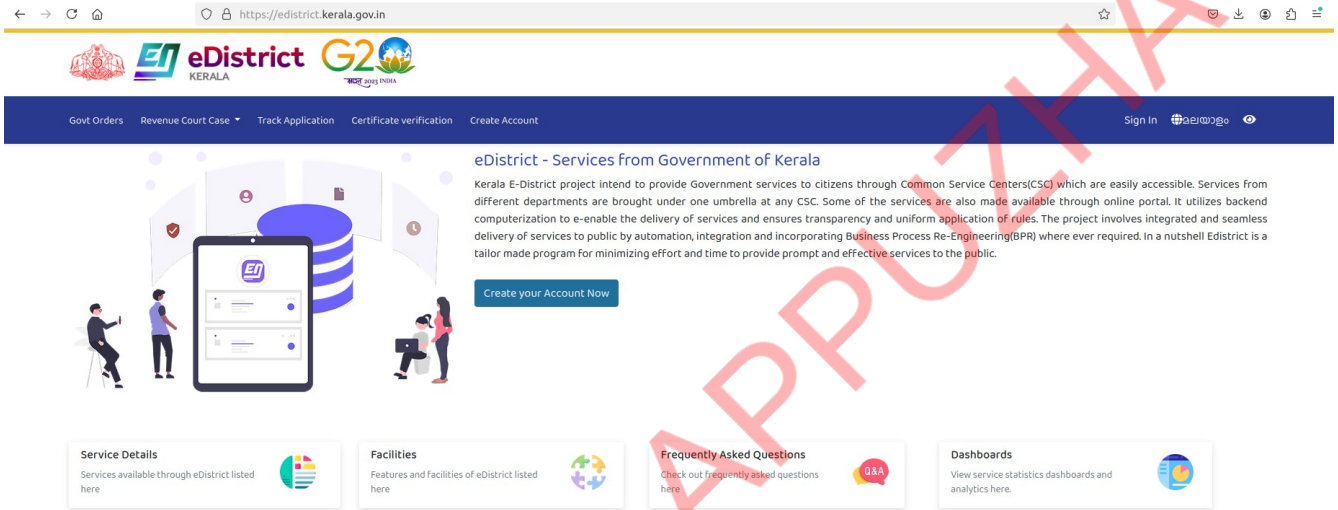 https://edistrict.kerala.gov.in
eDistrict
KERALA
G20
भारत 2023 INDIA
Govt Orders Revenue Court Case Track Application Certificate verification Create Account Sign In മലയാളം
eDistrict - Services from Government of Kerala
Kerala E-District project intend to provide Government services to citizens through Common Service Centers(CSC) which are easily accessible. Services from
different departments are brought under one umbrella at any CSC. Some of the services are also made available through online portal. It utilizes backend
computerization to e-enable the delivery of services and ensures transparency and uniform application of rules. The project involves integrated and seamless
delivery of services to public by automation, integration and incorporating Business Process Re-Engineering(BPR) where ever required. In a nutshell Edistrict is a
tailor made program for minimizing effort and time to provide prompt and effective services to the public.
Create your Account Now
Service Details
Services available through eDistrict listed
here
Facilities
Features and facilities of eDistrict listed
here
Frequently Asked Questions
Check out frequently asked questions
here
Q&A
Dashboards
View service statistics dashboards and
analytics here.
APPUZHA